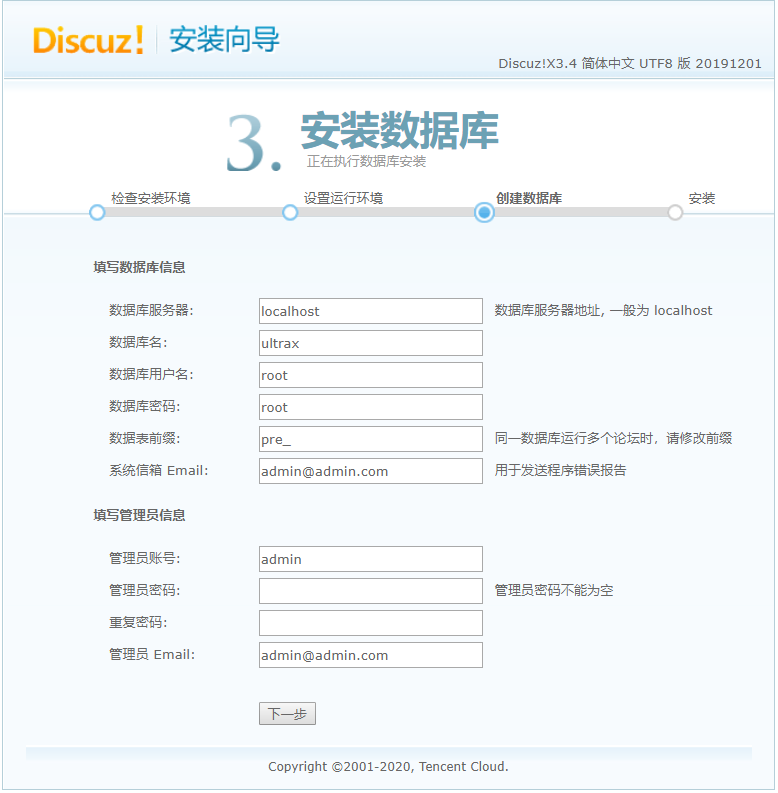 Discuz! 安装向导
Discuz!X3.4 简体中文 UTF8 版 20191201
3. 安装数据库
正在执行数据库安装
检查安装环境 设置运行环境 创建数据库 安装
填写数据库信息
数据库服务器: localhost 数据库服务器地址, 一般为 localhost
数据库名: ultrax
数据库用户名: root
数据库密码: root
数据表前缀: pre_ 同一数据库运行多个论坛时，请修改前缀
系统信箱 Email: admin@admin.com 用于发送程序错误报告
填写管理员信息
管理员账号: admin
管理员密码: 管理员密码不能为空
重复密码:
管理员 Email: admin@admin.com
下一步
Copyright ©2001-2020, Tencent Cloud.